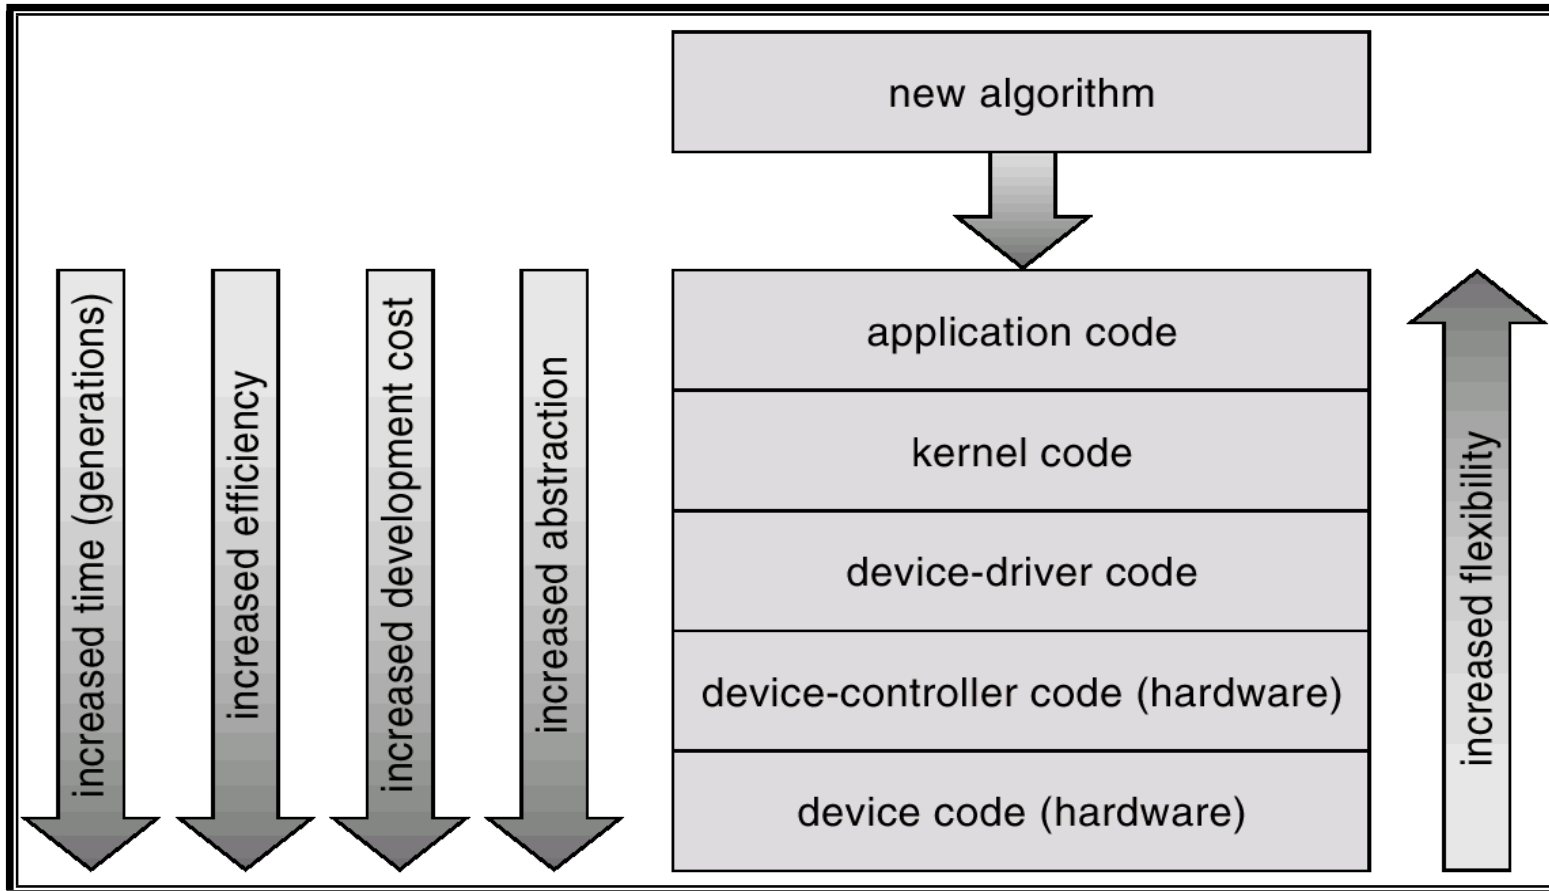 new algorithm
increased time (generations)
increased efficiency
increased development cost
increased abstraction
application code
kernel code
device-driver code
device-controller code (hardware)
device code (hardware)
increased flexibility